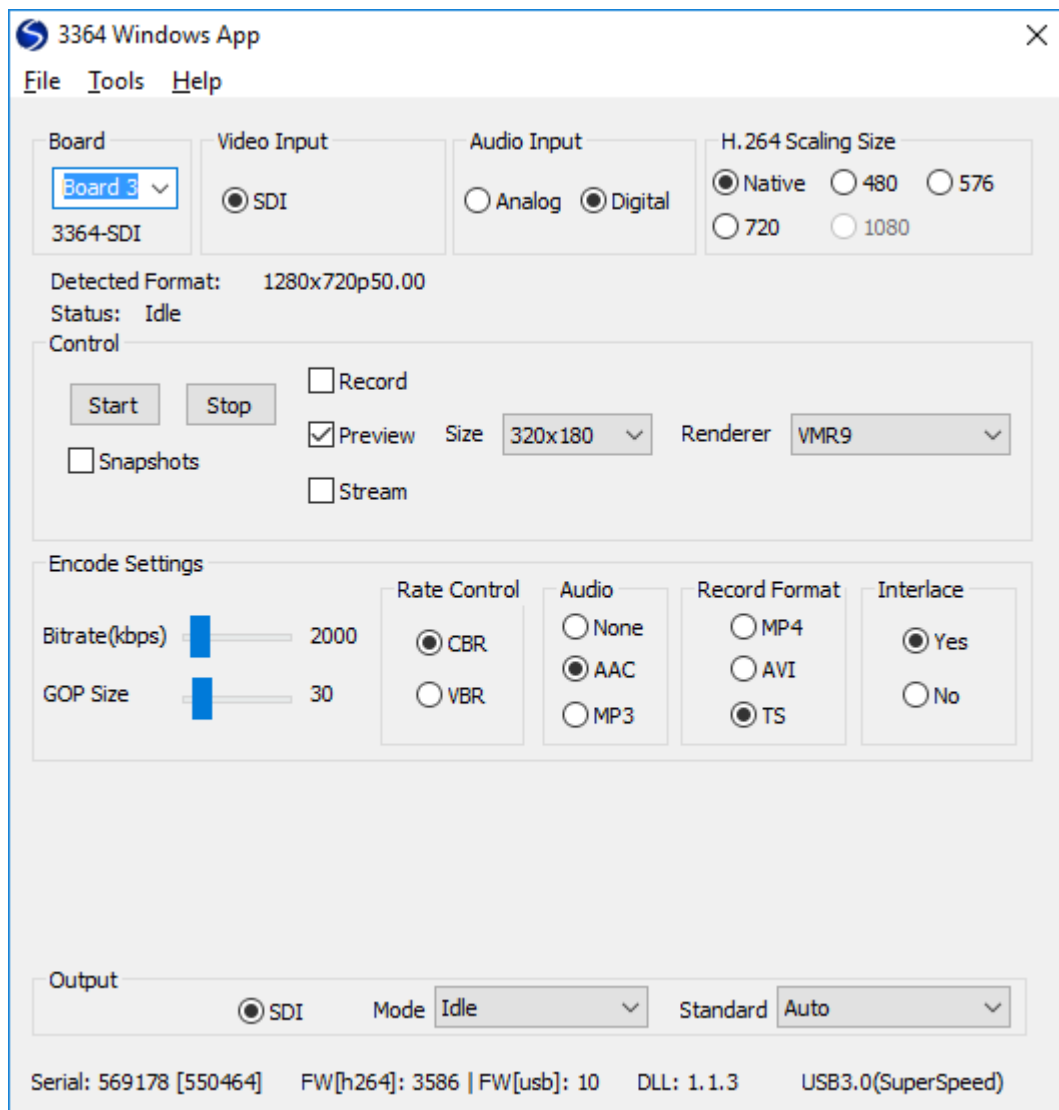 3364 Windows App
File Tools Help
Board
Board 3
3364-SDI
Video Input
SDI
Audio Input
Analog Digital
H.264 Scaling Size
Native 480 576
720 1080
Detected Format: 1280x720p50.00
Status: Idle
Control
Start Stop
Snapshots
Record
Preview Size 320x180 Renderer VMR9
Stream
Encode Settings
Bitrate(kbps) 2000
GOP Size 30
Rate Control
CBR
VBR
Audio
None
AAC
MP3
Record Format
MP4
AVI
TS
Interlace
Yes
No
Output
SDI Mode Idle Standard Auto
Serial: 569178 [550464] FW[h264]: 3586 | FW[usb]: 10 DLL: 1.1.3 USB3.0(SuperSpeed)